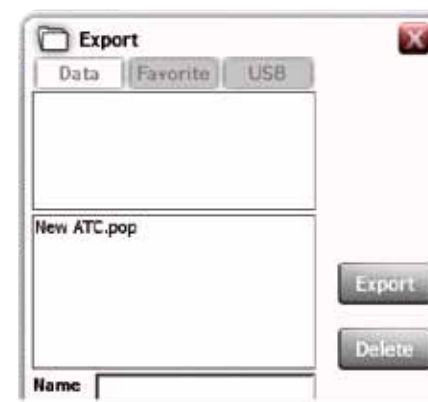 Export
Data Favorite USB
New ATC.pop
Export
Delete
Name